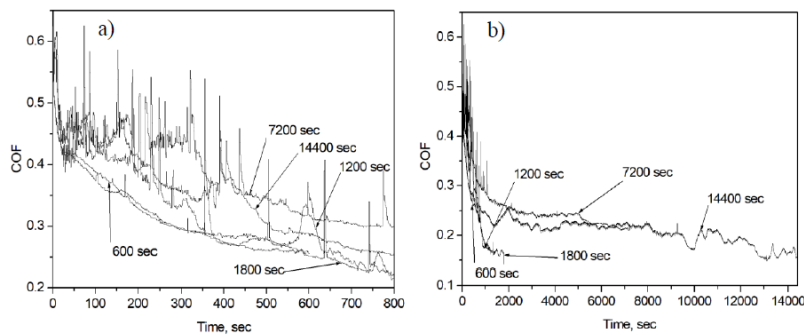 a)
0.6
0.5
0.4
0.3
0.2
COF
7200 sec
14400 sec
1200 sec
600 sec
1800 sec
0 100 200 300 400 500 600 700 800
Time, sec
b)
0.6
0.5
0.4
0.3
0.2
0.1
COF
7200 sec
1200 sec
14400 sec
1800 sec
600 sec
0 2000 4000 6000 8000 10000 12000 14000
Time, sec